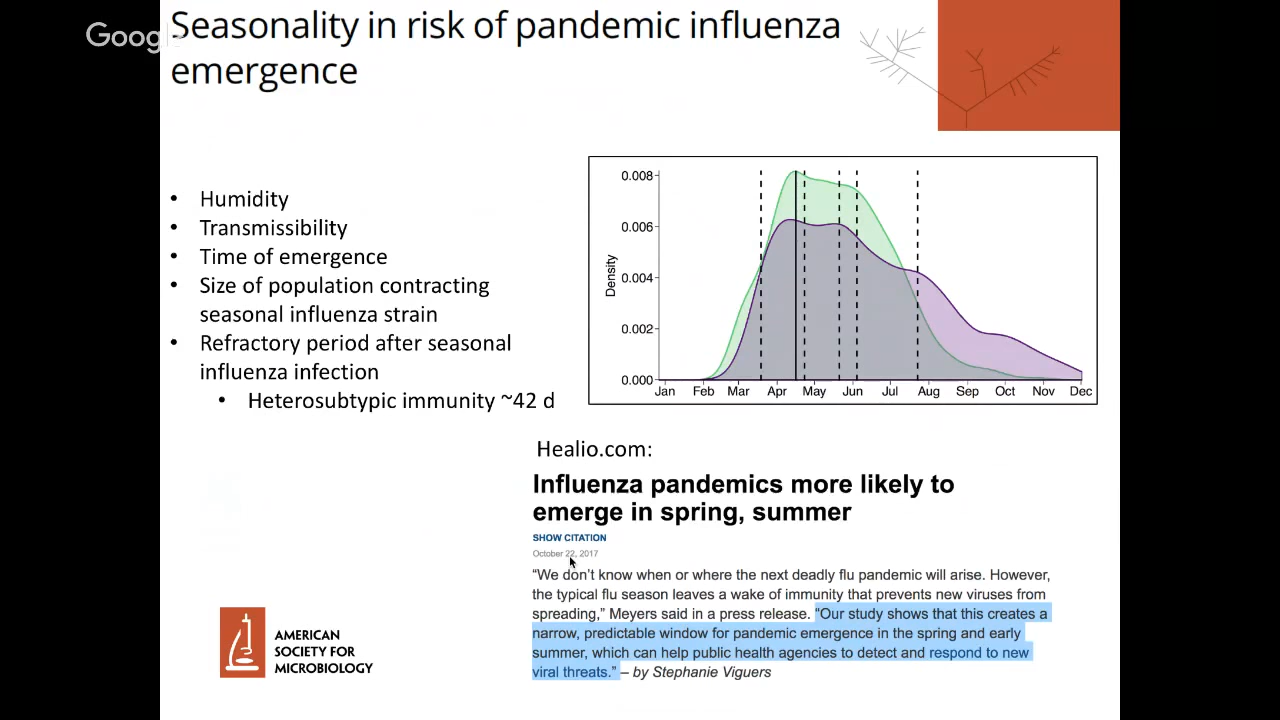 Google
Seasonality in risk of pandemic influenza
emergence
• Humidity
• Transmissibility
• Time of emergence
• Size of population contracting
seasonal influenza strain
• Refractory period after seasonal
influenza infection
• Heterosubtypic immunity ~42 d
Density
0.008
0.006
0.004
0.002
0.000
Jan Feb Mar Apr May Jun Jul Aug Sep Oct Nov Dec
Healio.com:
Influenza pandemics more likely to
emerge in spring, summer
SHOW CITATION
October 22, 2017
“We don’t know when or where the next deadly flu pandemic will arise. However,
the typical flu season leaves a wake of immunity that prevents new viruses from
spreading,” Meyers said in a press release. “Our study shows that this creates a
narrow, predictable window for pandemic emergence in the spring and early
summer, which can help public health agencies to detect and respond to new
viral threats.” – by Stephanie Viguers
AMERICAN
SOCIETY FOR
MICROBIOLOGY